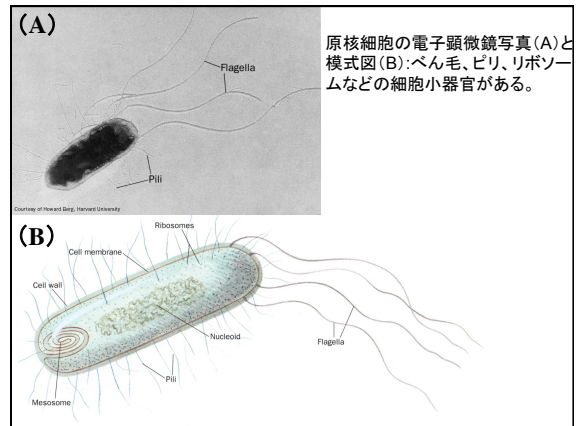 (A)
Flagella
Pili
Courtesy of Howard Berg, Harvard University
原核細胞の電子顕微鏡写真(A)と
模式図(B):べん毛、ピリ、リボソー
ムなどの細胞小器官がある。
(B)
Ribosomes
Cell membrane
Cell wall
Nucleoid
Flagella
Pili
Mesosome